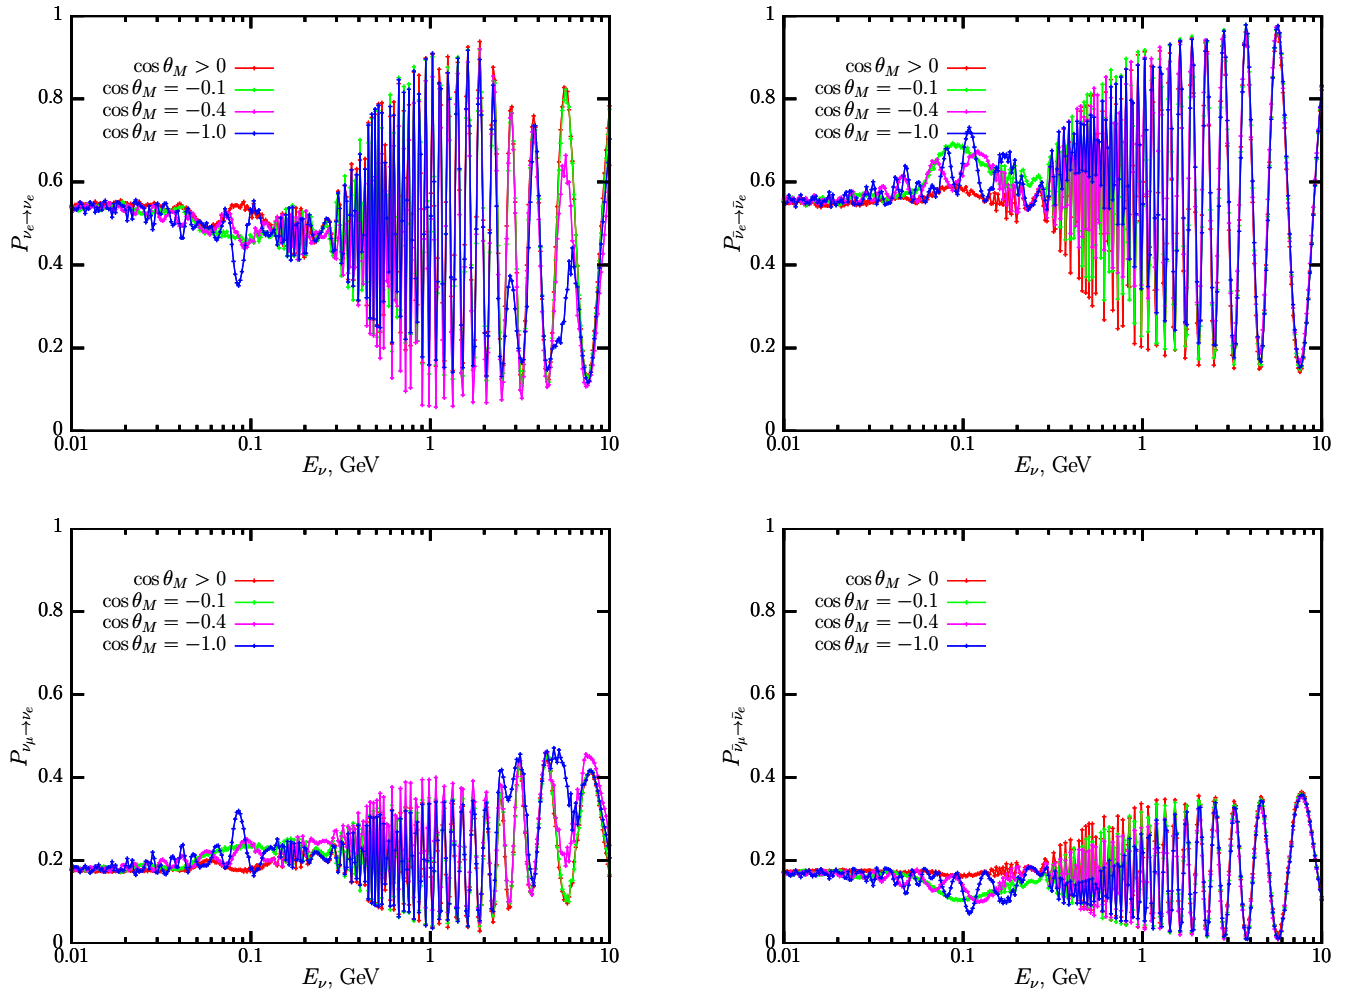 1
0.8
0.6
0.4
0.2
0
P_{ν_e→ν_e}
cos θ_M > 0
cos θ_M = −0.1
cos θ_M = −0.4
cos θ_M = −1.0
0.01 0.1 1 10
E_ν, GeV
1
0.8
0.6
0.4
0.2
0
P_{ν̄_e→ν̄_e}
cos θ_M > 0
cos θ_M = −0.1
cos θ_M = −0.4
cos θ_M = −1.0
0.01 0.1 1 10
E_ν, GeV
1
0.8
0.6
0.4
0.2
0
P_{ν_μ→ν_e}
cos θ_M > 0
cos θ_M = −0.1
cos θ_M = −0.4
cos θ_M = −1.0
0.01 0.1 1 10
E_ν, GeV
1
0.8
0.6
0.4
0.2
0
P_{ν̄_μ→ν̄_e}
cos θ_M > 0
cos θ_M = −0.1
cos θ_M = −0.4
cos θ_M = −1.0
0.01 0.1 1 10
E_ν, GeV